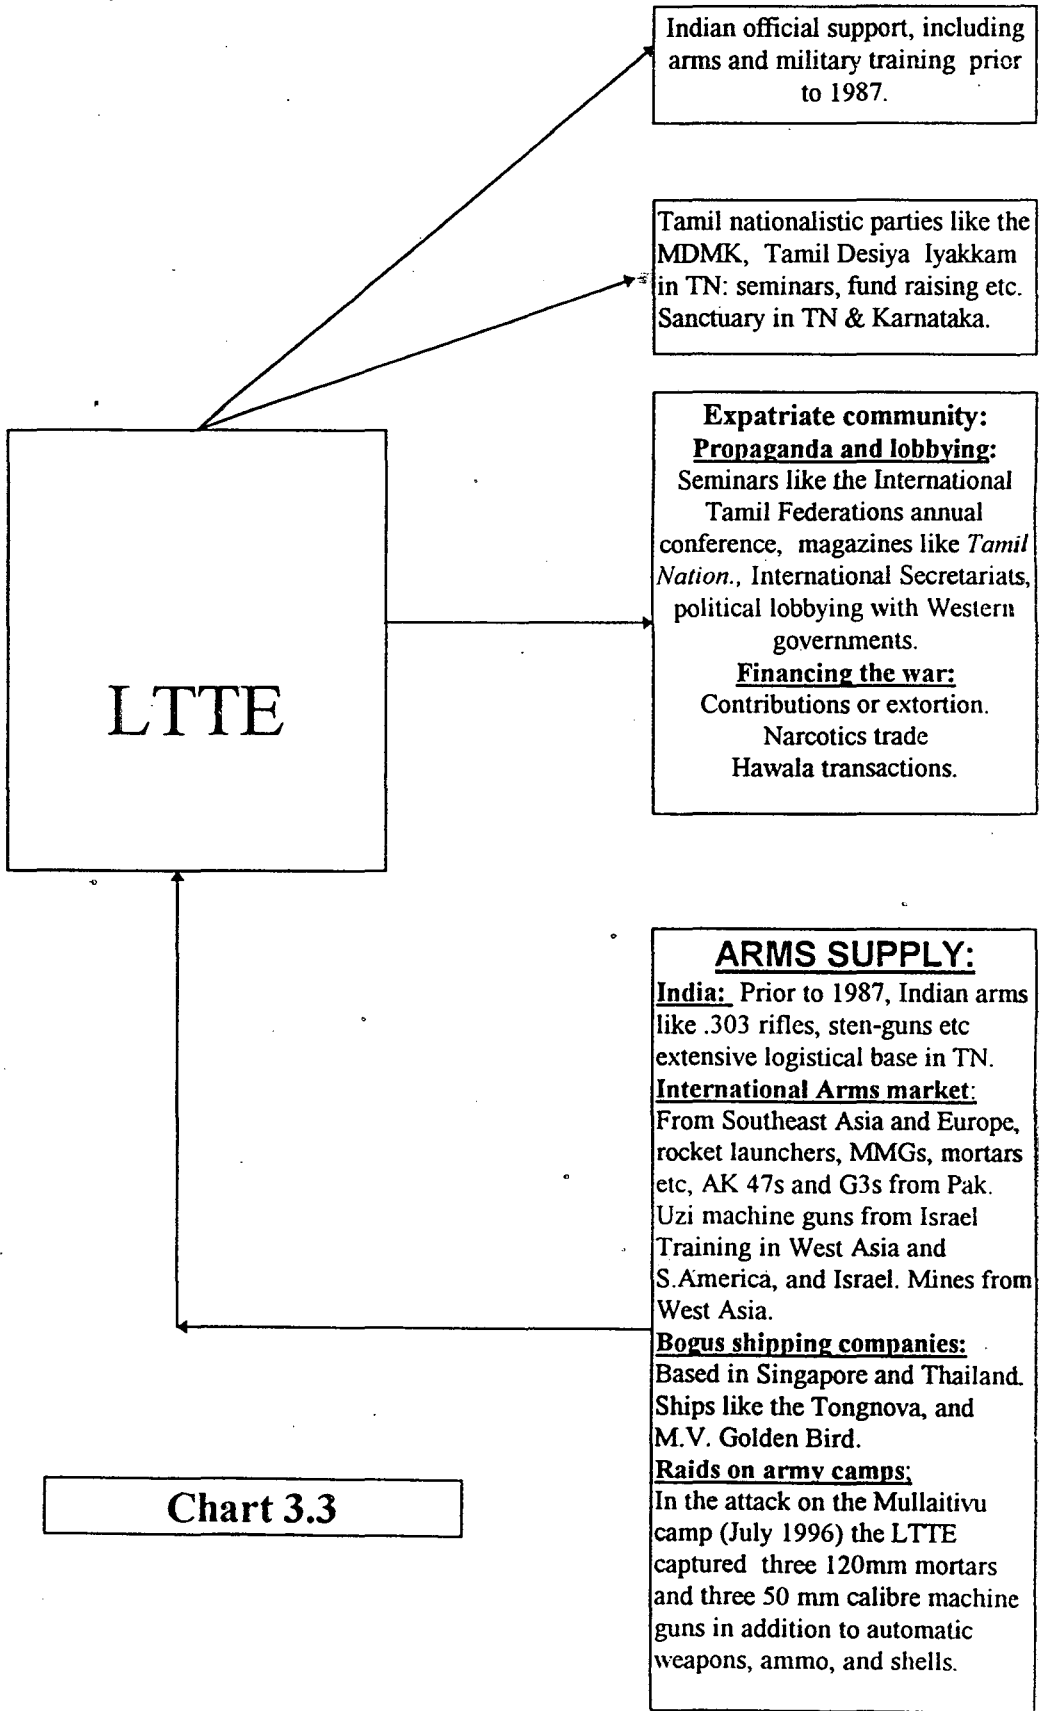 Indian official support, including
arms and military training prior
to 1987.
Tamil nationalistic parties like the
MDMK, Tamil Desiya Iyakkam
in TN: seminars, fund raising etc.
Sanctuary in TN & Karnataka.
Expatriate community:
Propaganda and lobbying:
Seminars like the International
Tamil Federations annual
conference, magazines like Tamil
Nation., International Secretariats,
political lobbying with Western
governments.
Financing the war:
Contributions or extortion.
Narcotics trade
Hawala transactions.
LTTE
ARMS SUPPLY:
India: Prior to 1987, Indian arms
like .303 rifles, sten-guns etc
extensive logistical base in TN.
International Arms market:
From Southeast Asia and Europe,
rocket launchers, MMGs, mortars
etc, AK 47s and G3s from Pak.
Uzi machine guns from Israel
Training in West Asia and
S.America, and Israel. Mines from
West Asia.
Bogus shipping companies:
Based in Singapore and Thailand.
Ships like the Tongnova, and
M.V. Golden Bird.
Raids on army camps;
In the attack on the Mullaitivu
camp (July 1996) the LTTE
captured three 120mm mortars
and three 50 mm calibre machine
guns in addition to automatic
weapons, ammo, and shells.
Chart 3.3